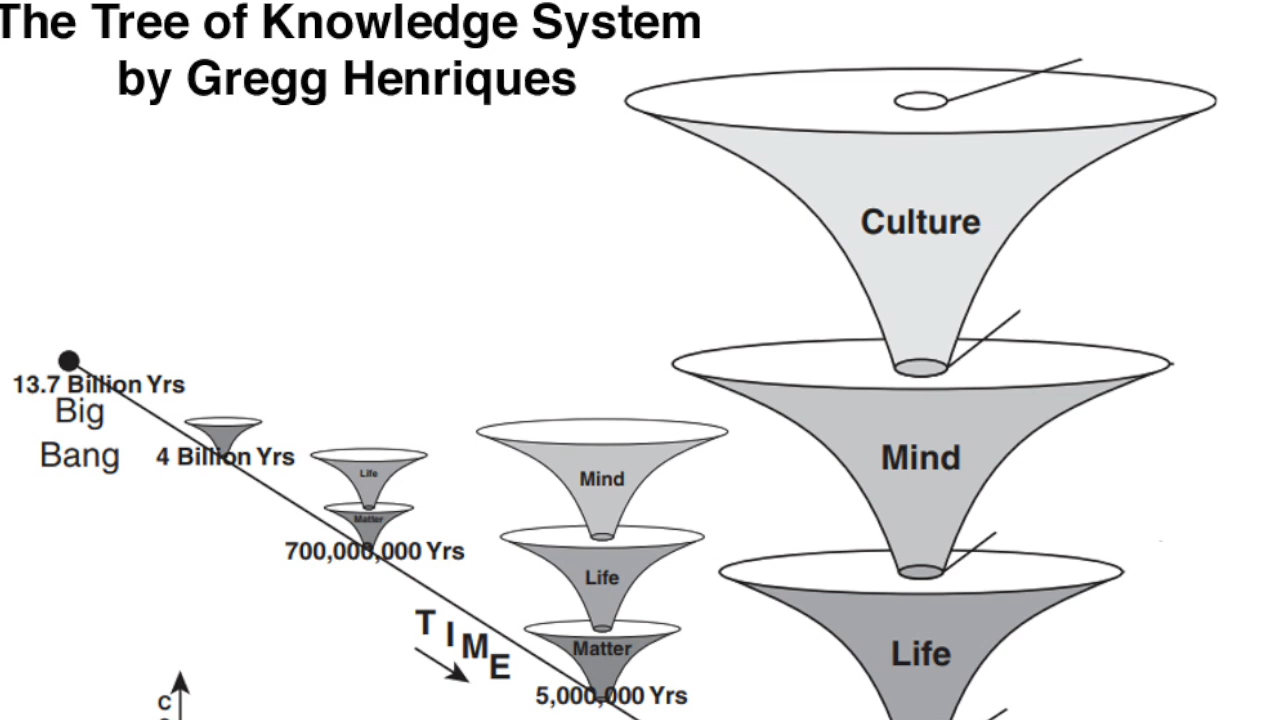 The Tree of Knowledge System
by Gregg Henriques
Culture
13.7 Billion Yrs
Big
Bang
4 Billion Yrs
Life
Matter
700,000,000 Yrs
Mind
Life
Matter
5,000,000 Yrs
Mind
Life
TIME
C